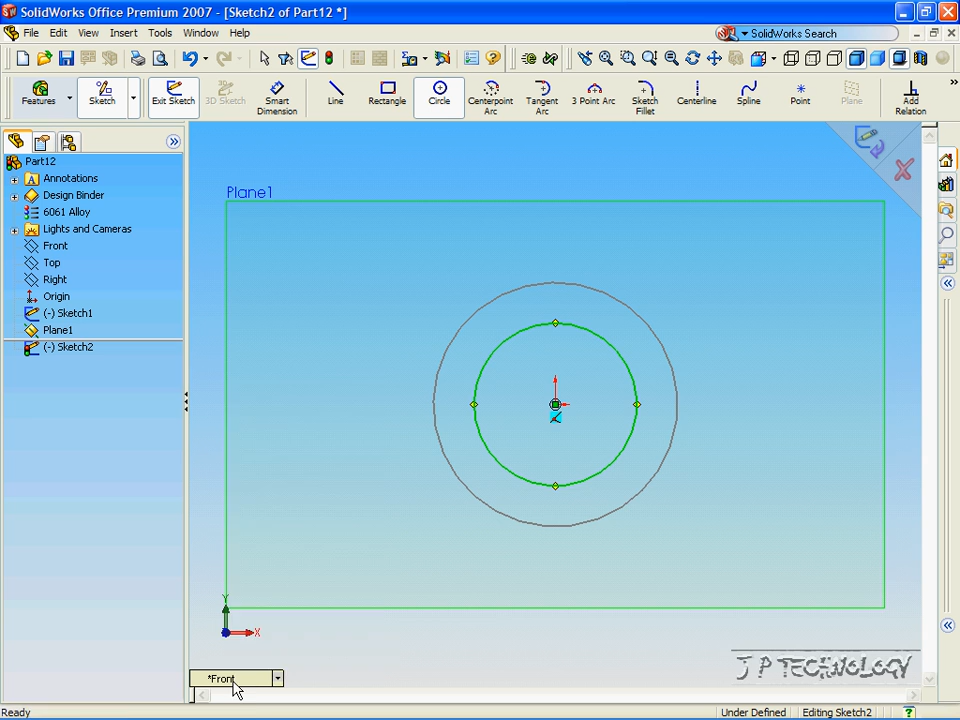 SolidWorks Office Premium 2007 - [Sketch2 of Part12 *]
File Edit View Insert Tools Window Help
SolidWorks Search
Features Sketch Exit Sketch 3D Sketch Smart Dimension Line Rectangle Circle Centerpoint Arc Tangent Arc 3 Point Arc Sketch Fillet Centerline Spline Point Plane Add Relation
Part12
Annotations
Design Binder
6061 Alloy
Lights and Cameras
Front
Top
Right
Origin
(-) Sketch1
Plane1
(-) Sketch2
Plane1
Y
X
*Front
J P TECHNOLOGY
Ready
Under Defined
Editing Sketch2